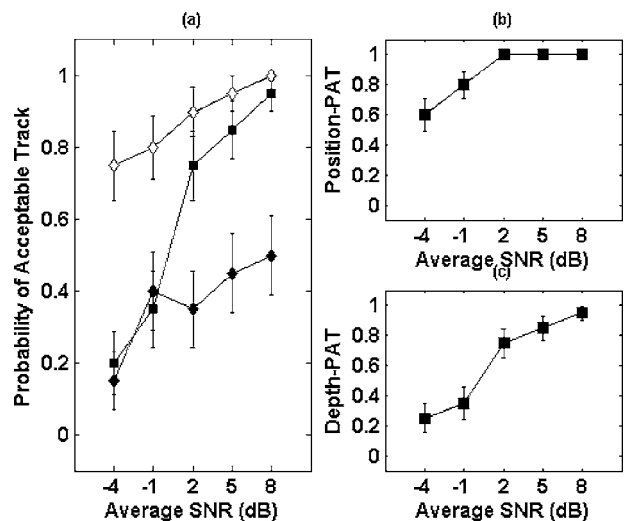 (a)
Probability of Acceptable Track
1
0.8
0.6
0.4
0.2
0
-4 -1 2 5 8
Average SNR (dB)
(b)
Position-PAT
1
0.8
0.6
0.4
0.2
0
-4 -1 2 5 8
Average SNR (dB)
(c)
Depth-PAT
1
0.8
0.6
0.4
0.2
0
-4 -1 2 5 8
Average SNR (dB)